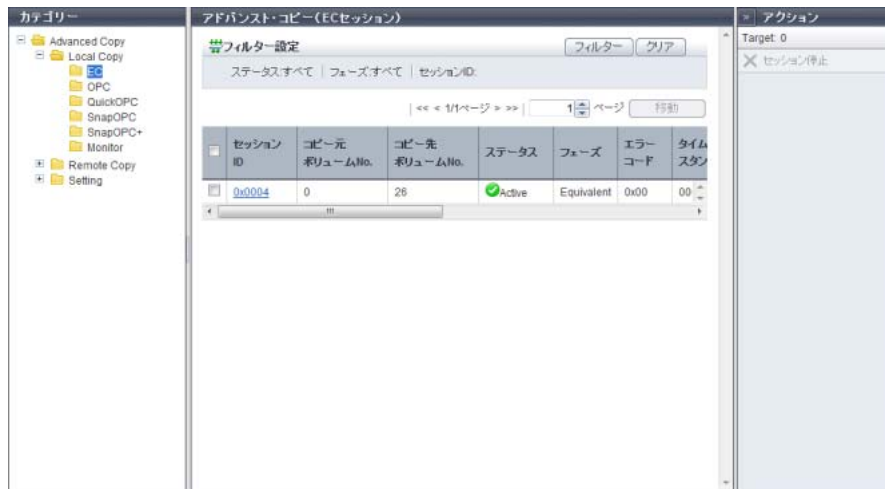 カテゴリー
Advanced Copy
Local Copy
EC
OPC
QuickOPC
SnapOPC
SnapOPC+
Monitor
Remote Copy
Setting
アドバンスト・コピー(ECセッション)
フィルター設定
フィルター クリア
ステータス:すべて | フェーズ:すべて | セッションID:
| << < 1/1ページ > >> | 1 ページ 移動
セッションID コピー元ボリュームNo. コピー先ボリュームNo. ステータス フェーズ エラーコード タイムスタン
0x0004 0 26 Active Equivalent 0x00 00
アクション
Target: 0
セッション停止